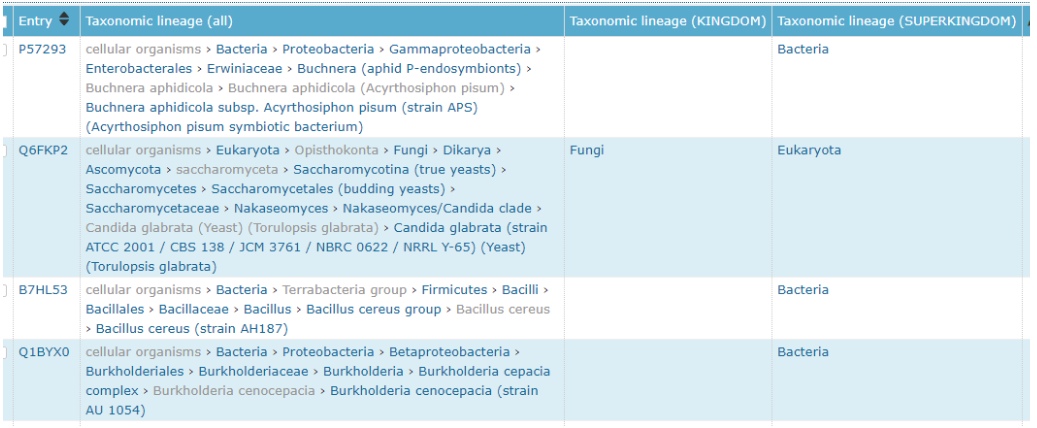 Entry Taxonomic lineage (all) Taxonomic lineage (KINGDOM) Taxonomic lineage (SUPERKINGDOM)
P57293 cellular organisms › Bacteria › Proteobacteria › Gammaproteobacteria › Bacteria
Enterobacterales › Erwiniaceae › Buchnera (aphid P-endosymbionts) ›
Buchnera aphidicola › Buchnera aphidicola (Acyrthosiphon pisum) ›
Buchnera aphidicola subsp. Acyrthosiphon pisum (strain APS)
(Acyrthosiphon pisum symbiotic bacterium)
Q6FKP2 cellular organisms › Eukaryota › Opisthokonta › Fungi › Dikarya › Fungi Eukaryota
Ascomycota › saccharomyceta › Saccharomycotina (true yeasts) ›
Saccharomycetes › Saccharomycetales (budding yeasts) ›
Saccharomycetaceae › Nakaseomyces › Nakaseomyces/Candida clade ›
Candida glabrata (Yeast) (Torulopsis glabrata) › Candida glabrata (strain
ATCC 2001 / CBS 138 / JCM 3761 / NBRC 0622 / NRRL Y-65) (Yeast)
(Torulopsis glabrata)
B7HL53 cellular organisms › Bacteria › Terrabacteria group › Firmicutes › Bacilli › Bacteria
Bacillales › Bacillaceae › Bacillus › Bacillus cereus group › Bacillus cereus
› Bacillus cereus (strain AH187)
Q1BYX0 cellular organisms › Bacteria › Proteobacteria › Betaproteobacteria › Bacteria
Burkholderiales › Burkholderiaceae › Burkholderia › Burkholderia cepacia
complex › Burkholderia cenocepacia › Burkholderia cenocepacia (strain
AU 1054)